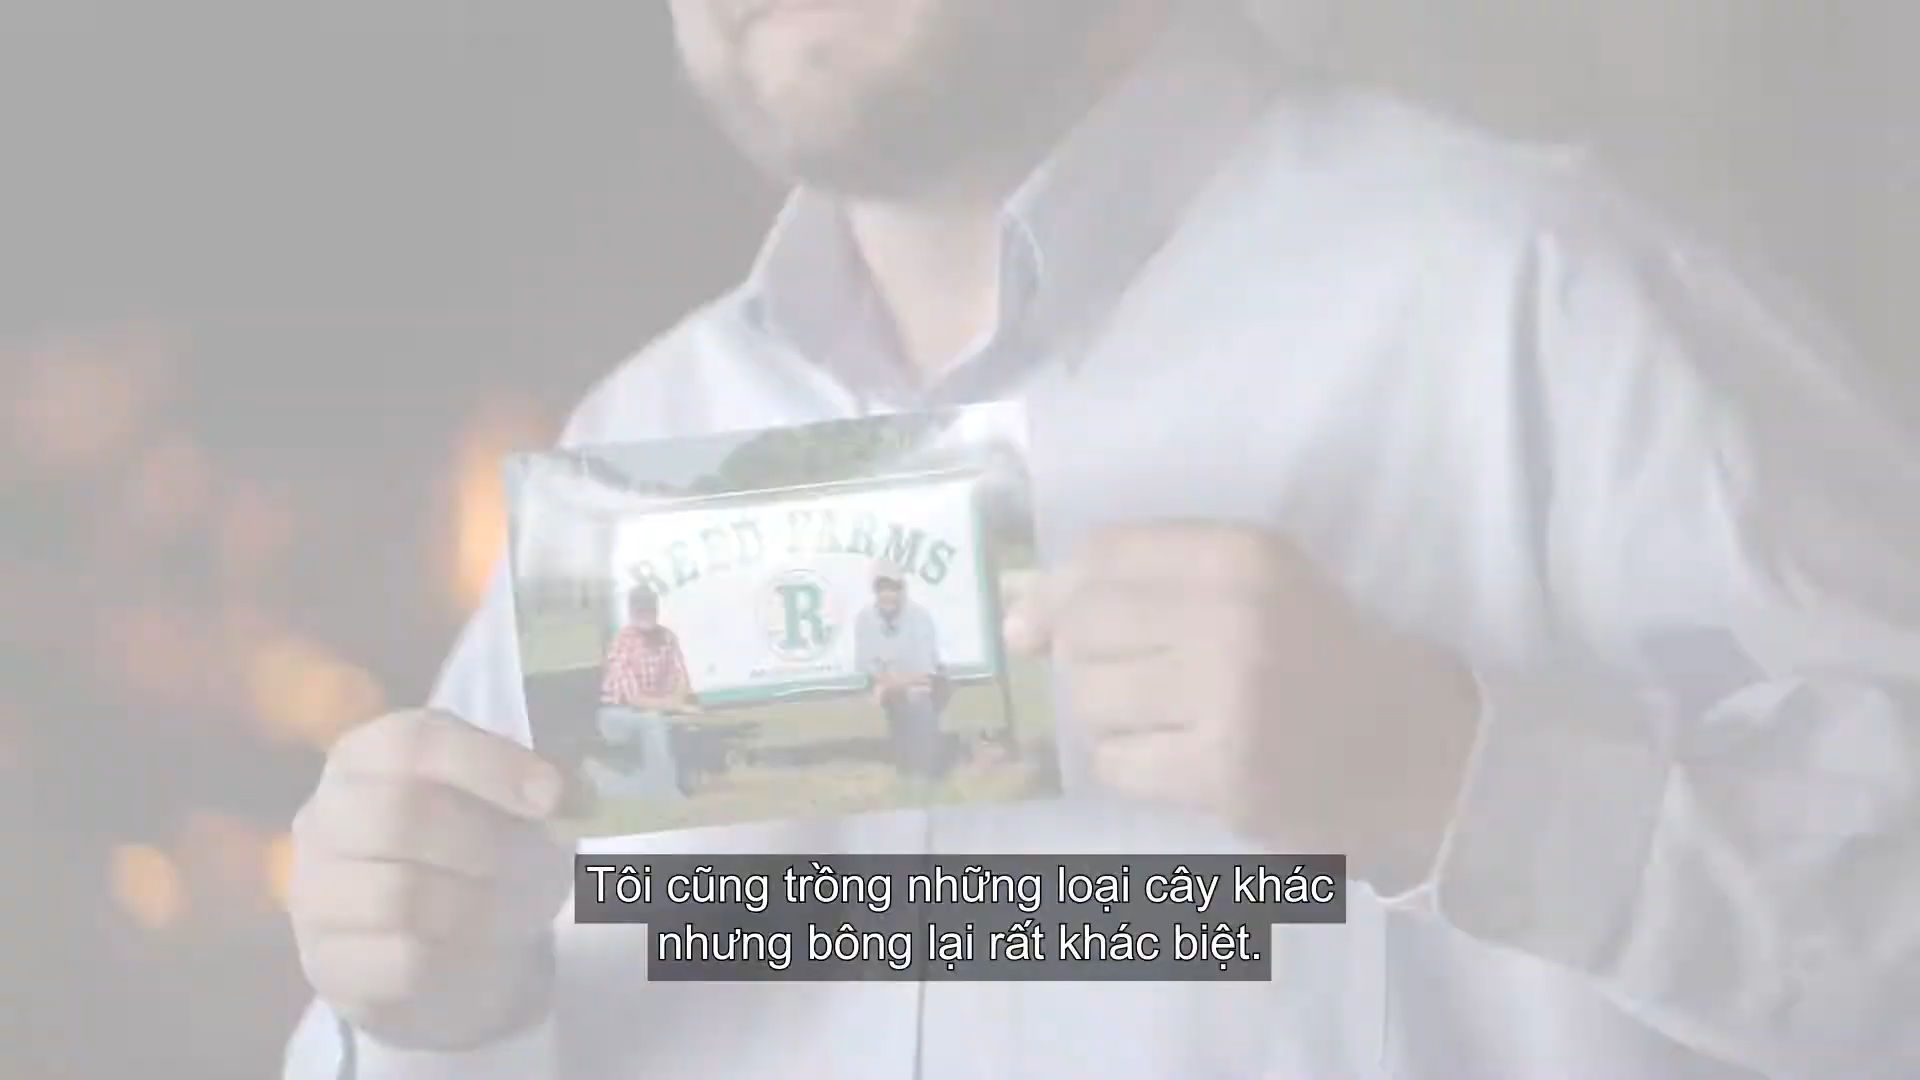 REED FARMS
R
Tôi cũng trồng những loại cây khác
nhưng bông lại rất khác biệt.